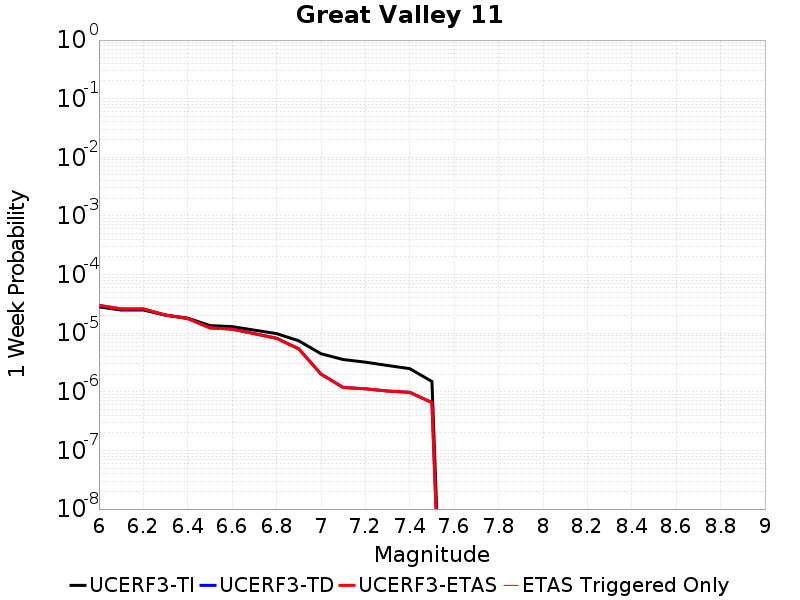 Great Valley 11
1 Week Probability
10^0
10^-1
10^-2
10^-3
10^-4
10^-5
10^-6
10^-7
10^-8
6 6.2 6.4 6.6 6.8 7 7.2 7.4 7.6 7.8 8 8.2 8.4 8.6 8.8 9
Magnitude
UCERF3-TI UCERF3-TD UCERF3-ETAS ETAS Triggered Only